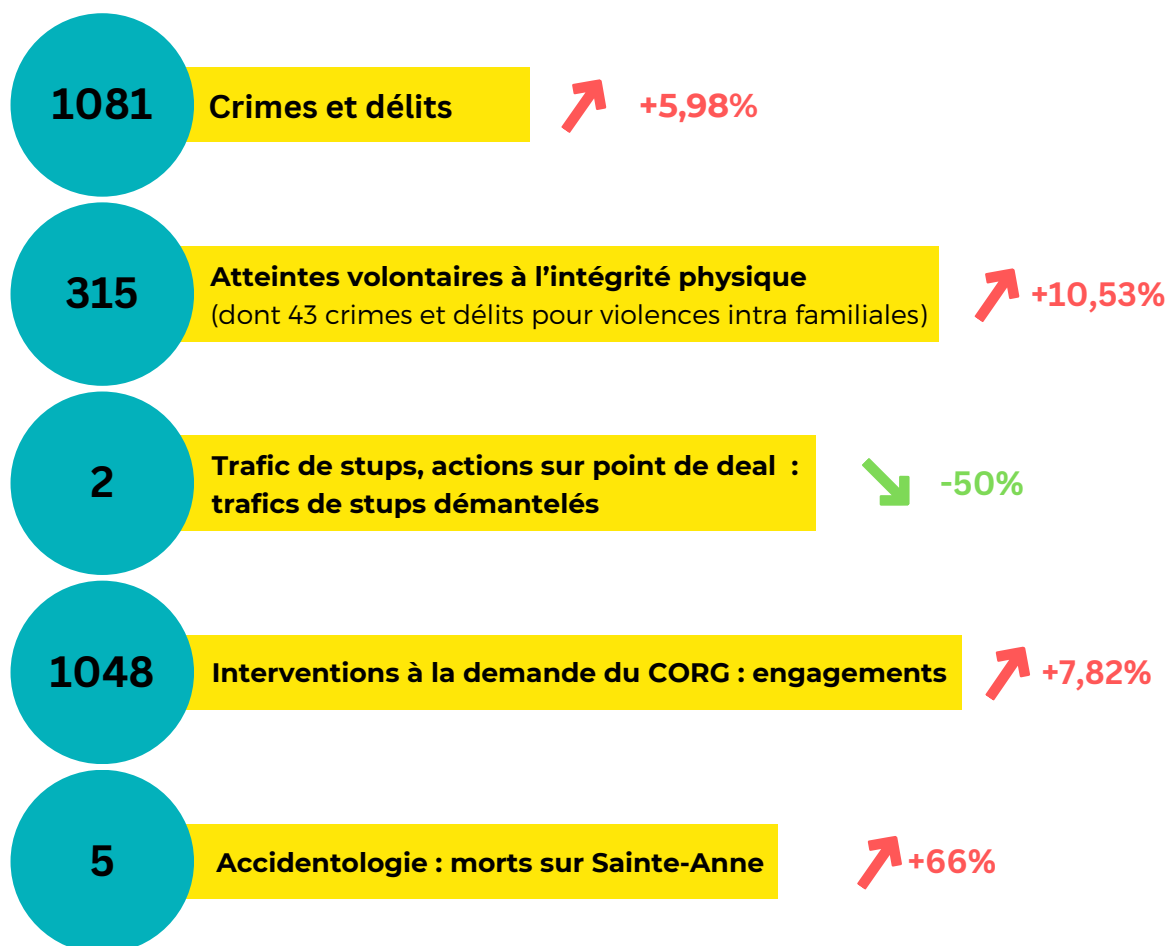 1081
Crimes et délits
+5,98%
315
Atteintes volontaires à l’intégrité physique
(dont 43 crimes et délits pour violences intra familiales)
+10,53%
2
Trafic de stups, actions sur point de deal :
trafics de stups démantelés
-50%
1048
Interventions à la demande du CORG : engagements
+7,82%
5
Accidentologie : morts sur Sainte-Anne
+66%